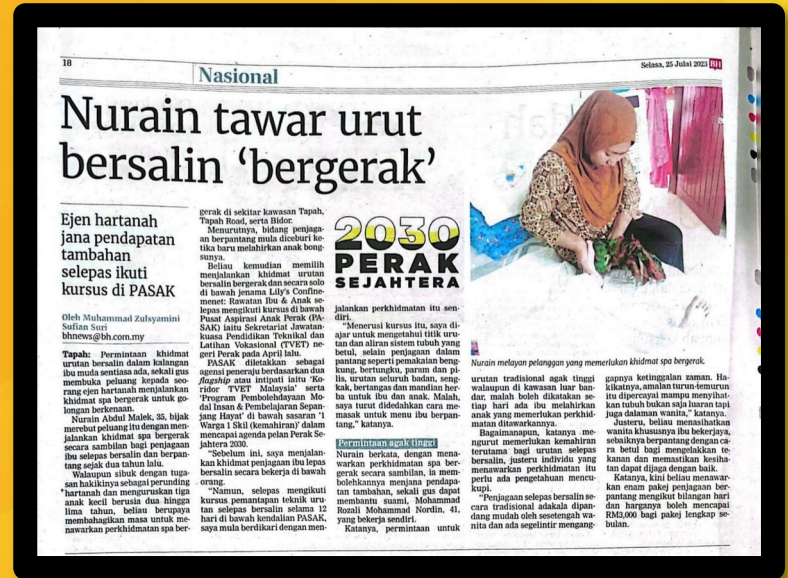 18
Nasional
Selasa, 25 Julai 2023 BH
Nurain tawar urut
bersalin ‘bergerak’
Ejen hartanah
jana pendapatan
tambahan
selepas ikuti
kursus di PASAK
Oleh Muhammad Zulsyamini
Sufian Suri
bhnews@bh.com.my
Tapah: Permintaan khidmat
urutan bersalin dalam kalangan
ibu muda sentiasa ada, sekali gus
membuka peluang kepada seo-
rang ejen hartanah menjalankan
khidmat spa bergerak untuk go-
longan berkenaan.
Nurain Abdul Malek, 35, bijak
merebut peluang itu dengan men-
jalankan khidmat spa bergerak
secara sambilan bagi penjagaan
ibu selepas bersalin dan berpan-
tang sejak dua tahun lalu.
Walaupun sibuk dengan tuga-
san hakikinya sebagai perunding
hartanah dan menguruskan tiga
anak kecil berusia dua hingga
lima tahun, beliau berupaya
membahagikan masa untuk me-
nawarkan perkhidmatan spa ber-
gerak di sekitar kawasan Tapah,
Tapah Road, serta Bidor.
Menurutnya, bidang penjaga-
an berpantang mula diceburi ke-
tika baru melahirkan anak bong-
sunya.
Beliau kemudian memilih
menjalankan khidmat urutan
bersalin bergerak dan secara solo
di bawah jenama Lily's Confine-
menet: Rawatan Ibu & Anak se-
lepas mengikuti kursus di bawah
Pusat Aspirasi Anak Perak (PA-
SAK) iaitu Sekretariat Jawatan-
kuasa Pendidikan Teknikal dan
Latihan Vokasional (TVET) ne-
geri Perak pada April lalu.
PASAK diletakkan sebagai
agensi peneraju berdasarkan dua
flagship atau intipati iaitu 'Ko-
ridor TVET Malaysia' serta
'Program Pembolehdayaan Mo-
dal Insan & Pembelajaran Sepan-
jang Hayat' di bawah sasaran '1
Warga 1 Skil (kemahiran)' dalam
mencapai agenda pelan Perak Se-
jahtera 2030.
"Sebelum ini, saya menjalan-
kan khidmat penjagaan ibu lepas
bersalin secara bekerja di bawah
orang.
"Namun, selepas mengikuti
kursus pemantapan teknik uru-
tan selepas bersalin selama 12
hari di bawah kendalian PASAK,
saya mula berdikari dengan men-
2030
PERAK
SEJAHTERA
jalankan perkhidmatan itu sen-
diri.
"Menerusi kursus itu, saya di-
ajar untuk mengetahui titik uru-
tan dan aliran sistem tubuh yang
betul, selain penjagaan dalam
pantang seperti pemakaian beng-
kung, bertungku, param dan pi-
lis, urutan seluruh badan, seng-
kak, bertangas dan mandian her-
ba untuk ibu dan anak. Malah,
saya turut didedahkan cara me-
masak untuk menu ibu berpan-
tang," katanya.
Permintaan agak tinggi
Nurain berkata, dengan mena-
warkan perkhidmatan spa ber-
gerak secara sambilan, ia mem-
bolehkannya menjana pendapa-
tan tambahan, sekali gus dapat
membantu suami, Mohammad
Rozali Mohammad Nordin, 41,
yang bekerja sendiri.
Katanya, permintaan untuk
Nurain melayan pelanggan yang memerlukan khidmat spa bergerak.
urutan tradisional agak tinggi
walaupun di kawasan luar ban-
dar, malah boleh dikatakan se-
tiap hari ada ibu melahirkan
anak yang memerlukan perkhid-
matan ditawarkannya.
Bagaimanapun, katanya me-
ngurut memerlukan kemahiran
terutama bagi urutan selepas
bersalin, justeru individu yang
menawarkan perkhidmatan itu
perlu ada pengetahuan mencu-
kupi.
"Penjagaan selepas bersalin se-
cara tradisional adakala dipan-
dang mudah oleh sesetengah wa-
nita dan ada segelintir mengang-
gapnya ketinggalan zaman. Ha-
kikatnya, amalan turun-temurun
itu dipercayai mampu menyihat-
kan tubuh bukan saja luaran tapi
juga dalaman wanita," katanya.
Justeru, beliau menasihatkan
wanita khususnya ibu bekerjaya,
sebaiknya berpantang dengan ca-
ra betul bagi mengelakkan te-
kanan dan memastikan kesiha-
tan dapat dijaga dengan baik.
Katanya, kini beliau menawar-
kan enam pakej penjagaan ber-
pantang mengikut bilangan hari
dan harganya boleh mencapai
RM3,000 bagi pakej lengkap se-
bulan.